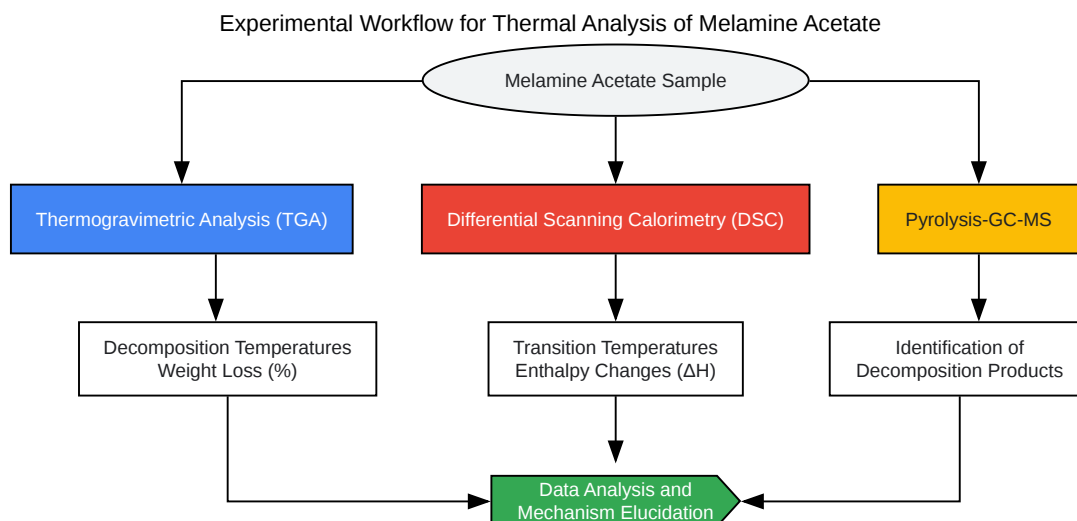 Experimental Workflow for Thermal Analysis of Melamine Acetate
Melamine Acetate Sample
Thermogravimetric Analysis (TGA)
Differential Scanning Calorimetry (DSC)
Pyrolysis-GC-MS
Decomposition Temperatures
Weight Loss (%)
Transition Temperatures
Enthalpy Changes (ΔH)
Identification of
Decomposition Products
Data Analysis and
Mechanism Elucidation